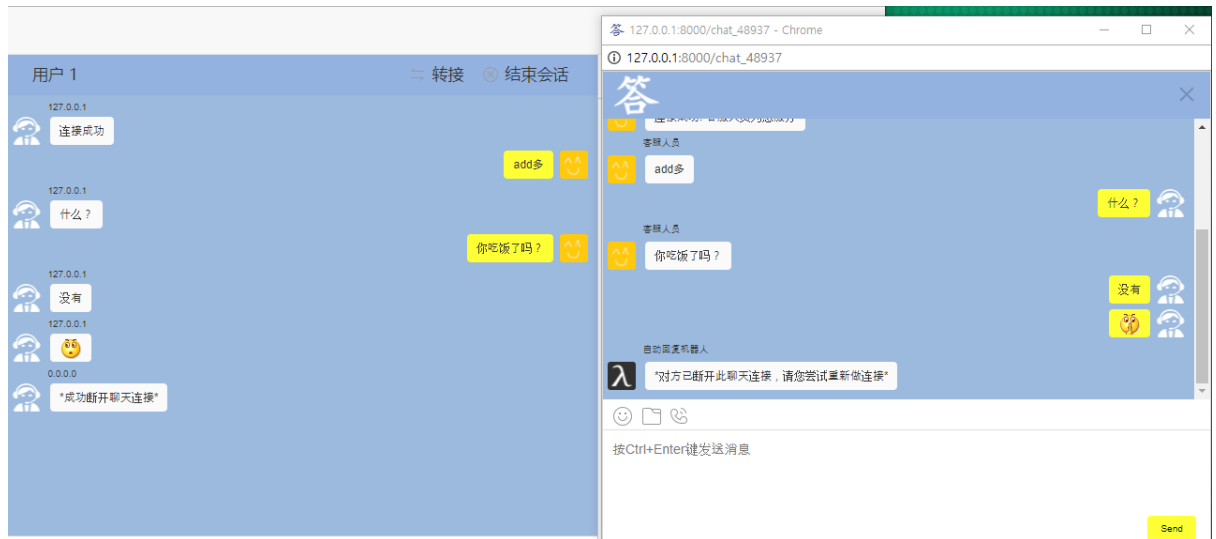 用户 1
转接
结束会话
127.0.0.1
连接成功
add多
127.0.0.1
什么？
你吃饭了吗？
127.0.0.1
没有
127.0.0.1
0.0.0.0
*成功断开聊天连接*
答 127.0.0.1:8000/chat_48937 - Chrome
127.0.0.1:8000/chat_48937
答
客服人员
add多
什么？
客服人员
你吃饭了吗？
没有
自动回复机器人
λ
*对方已断开此聊天连接，请您尝试重新做连接*
按Ctrl+Enter键发送消息
Send